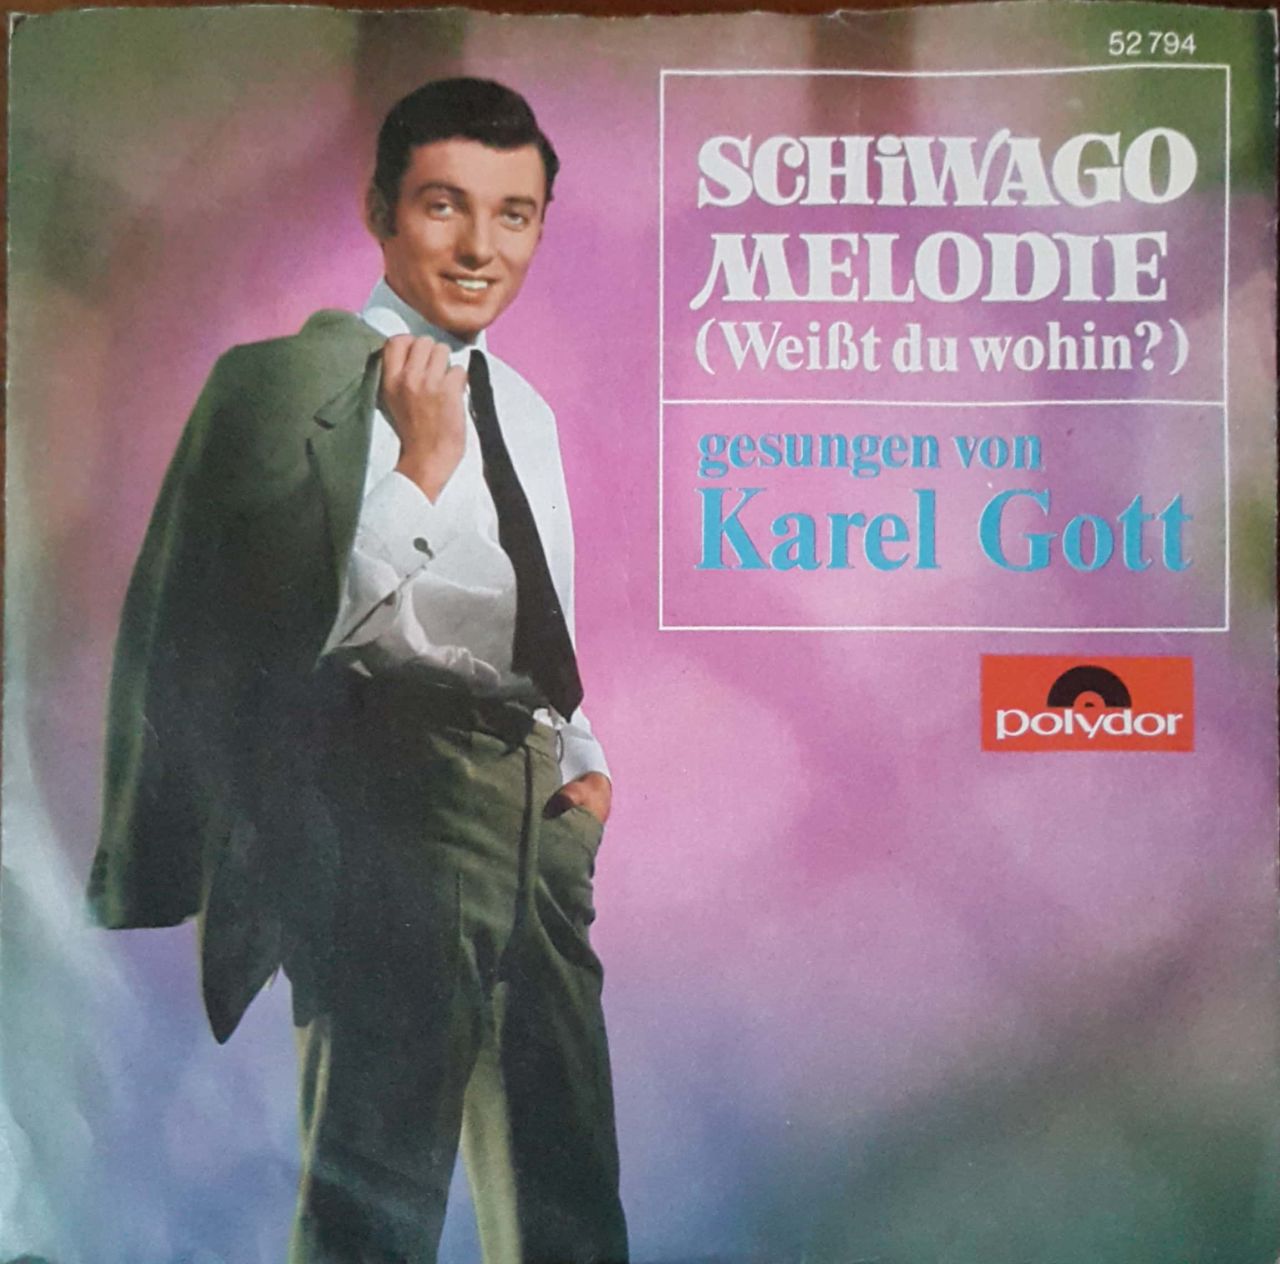 52 794
SCHiWAGO
MELODIE
(Weißt du wohin?)
gesungen von
Karel Gott
polydor